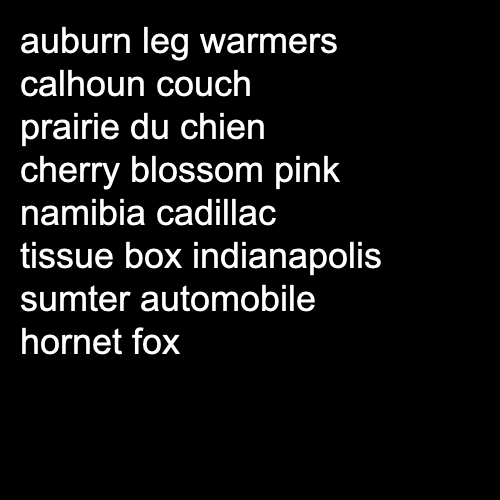 auburn leg warmers
calhoun couch
prairie du chien
cherry blossom pink
namibia cadillac
tissue box indianapolis
sumter automobile
hornet fox